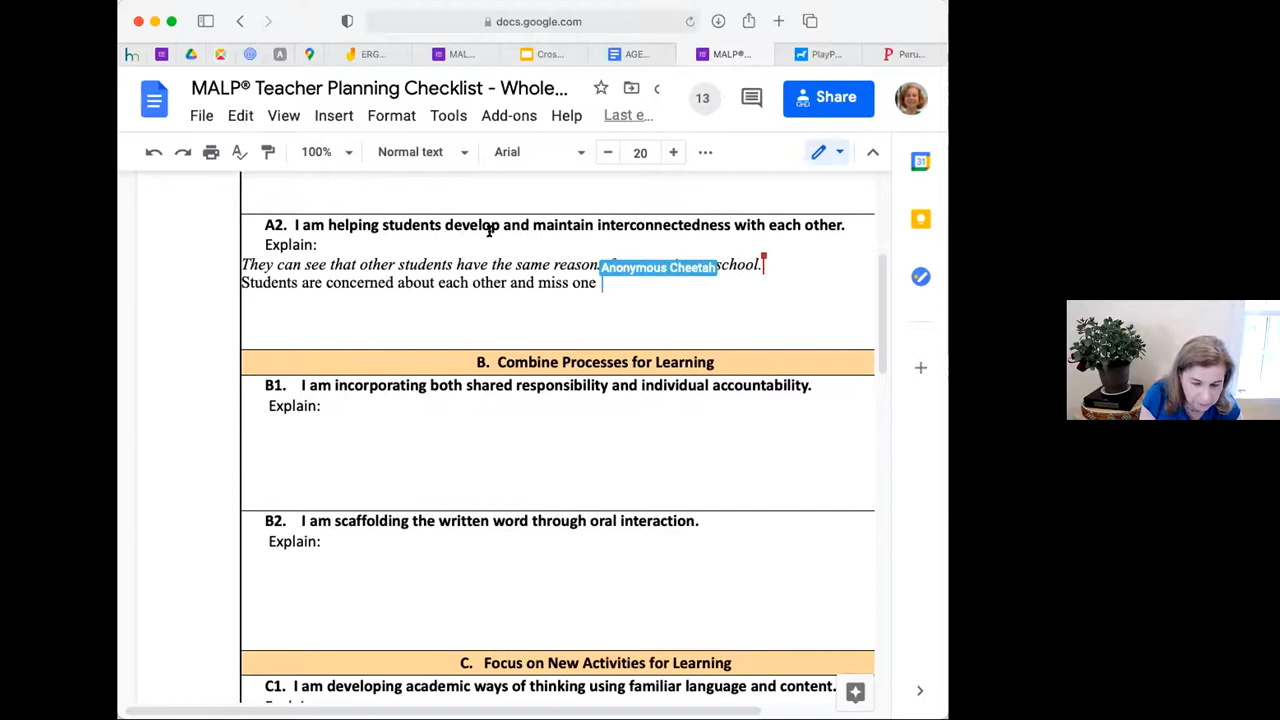 docs.google.com
ERG...
MAL...
Cros...
AGE...
MALP®...
PlayP...
Peru...
MALP® Teacher Planning Checklist - Whole...
13
Share
File Edit View Insert Format Tools Add-ons Help Last e...
100% Normal text Arial 20
A2. I am helping students develop and maintain interconnectedness with each other.
Explain:
They can see that other students have the same reason school.
Anonymous Cheetah
Students are concerned about each other and miss one
B. Combine Processes for Learning
B1. I am incorporating both shared responsibility and individual accountability.
Explain:
B2. I am scaffolding the written word through oral interaction.
Explain:
C. Focus on New Activities for Learning
C1. I am developing academic ways of thinking using familiar language and content.